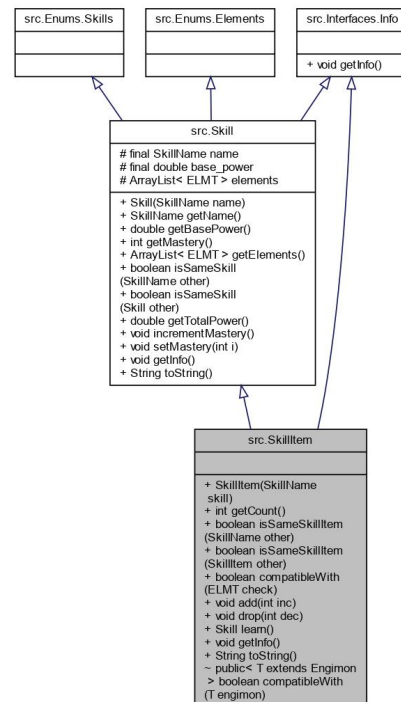 src.Enums.Skills
src.Enums.Elements
src.Interfaces.Info
+ void getInfo()
src.Skill
# final SkillName name
# final double base_power
# ArrayList< ELMT > elements
+ Skill(SkillName name)
+ SkillName getName()
+ double getBasePower()
+ int getMastery()
+ ArrayList< ELMT > getElements()
+ boolean isSameSkill
(SkillName other)
+ boolean isSameSkill
(Skill other)
+ double getTotalPower()
+ void incrementMastery()
+ void setMastery(int i)
+ void getInfo()
+ String toString()
src.SkillItem
+ SkillItem(SkillName
skill)
+ int getCount()
+ boolean isSameSkillItem
(SkillName other)
+ boolean isSameSkillItem
(SkillItem other)
+ boolean compatibleWith
(ELMT check)
+ void add(int inc)
+ void drop(int dec)
+ Skill learn()
+ void getInfo()
+ String toString()
~ public< T extends Engimon
> boolean compatibleWith
(T engimon)